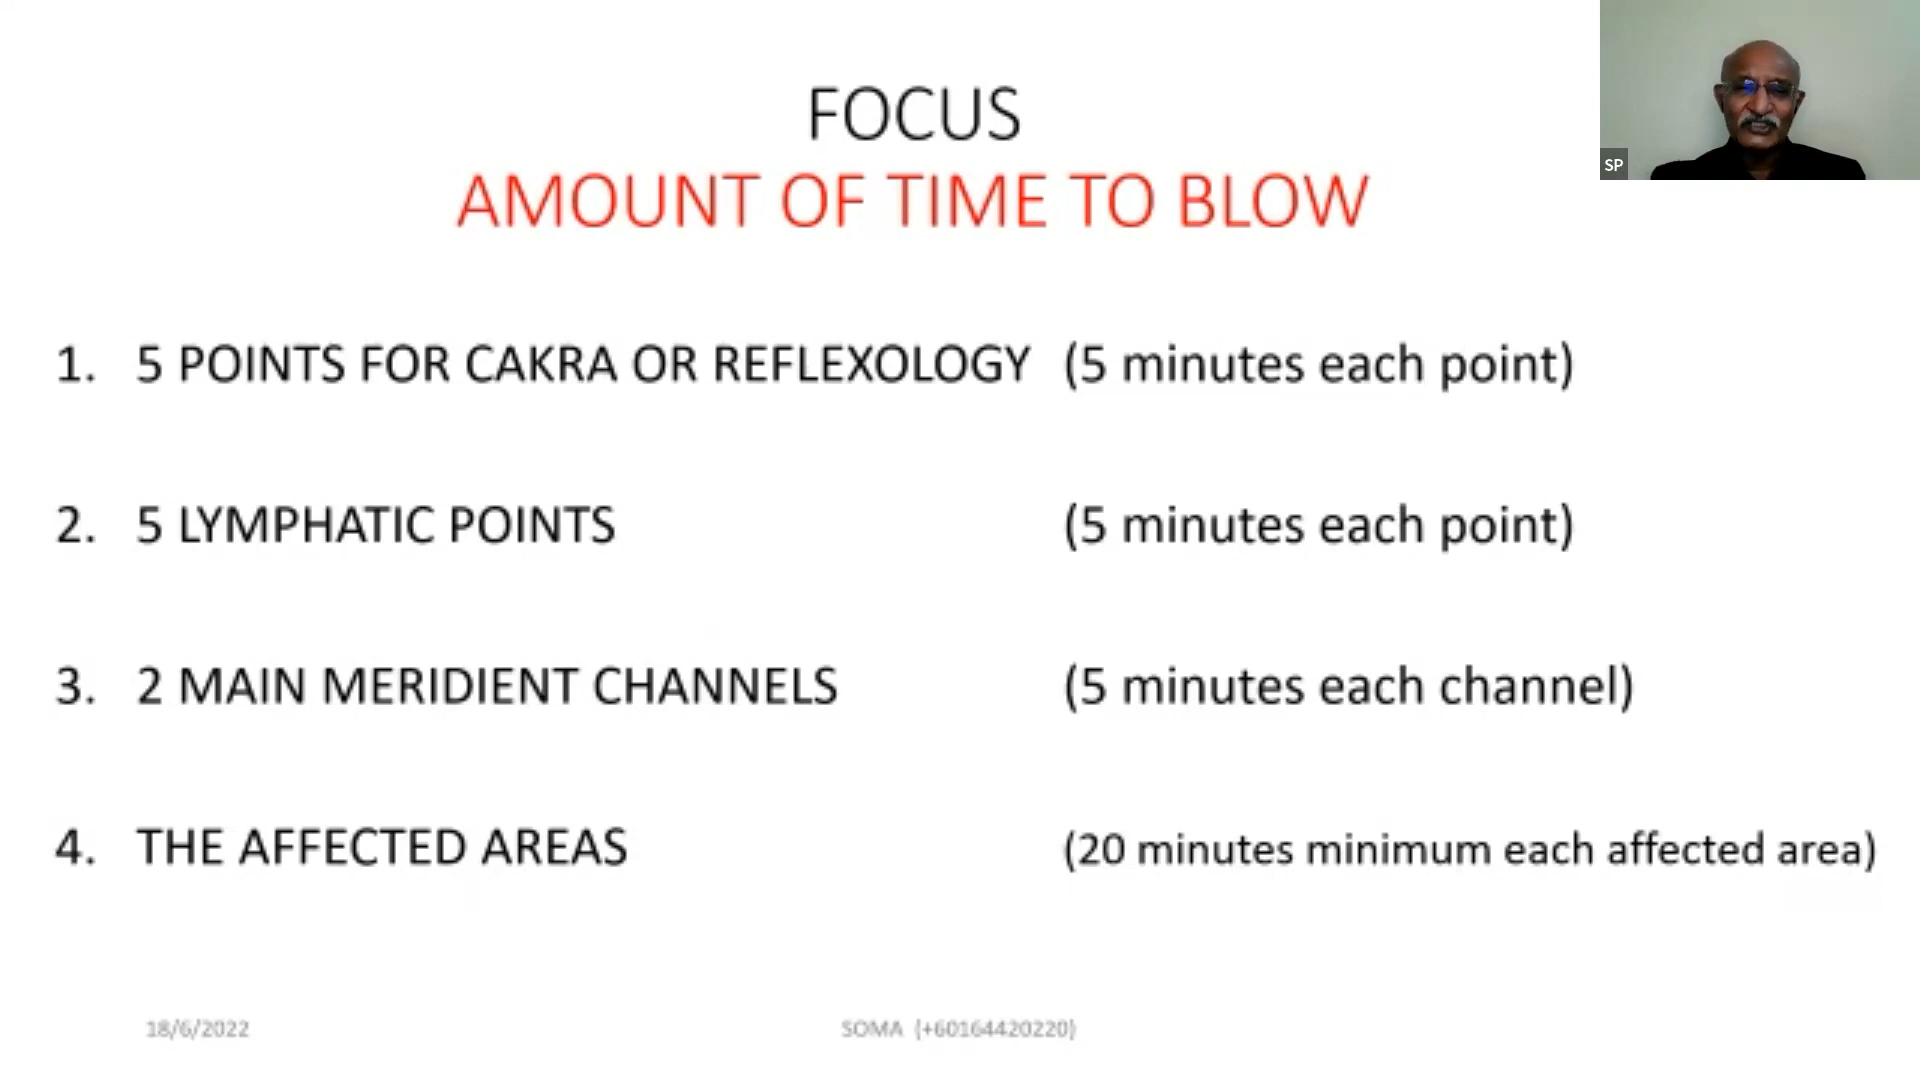 SP
FOCUS
AMOUNT OF TIME TO BLOW
1. 5 POINTS FOR CAKRA OR REFLEXOLOGY (5 minutes each point)
2. 5 LYMPHATIC POINTS (5 minutes each point)
3. 2 MAIN MERIDIENT CHANNELS (5 minutes each channel)
4. THE AFFECTED AREAS (20 minutes minimum each affected area)
18/6/2022 SOMA (+60164420220)